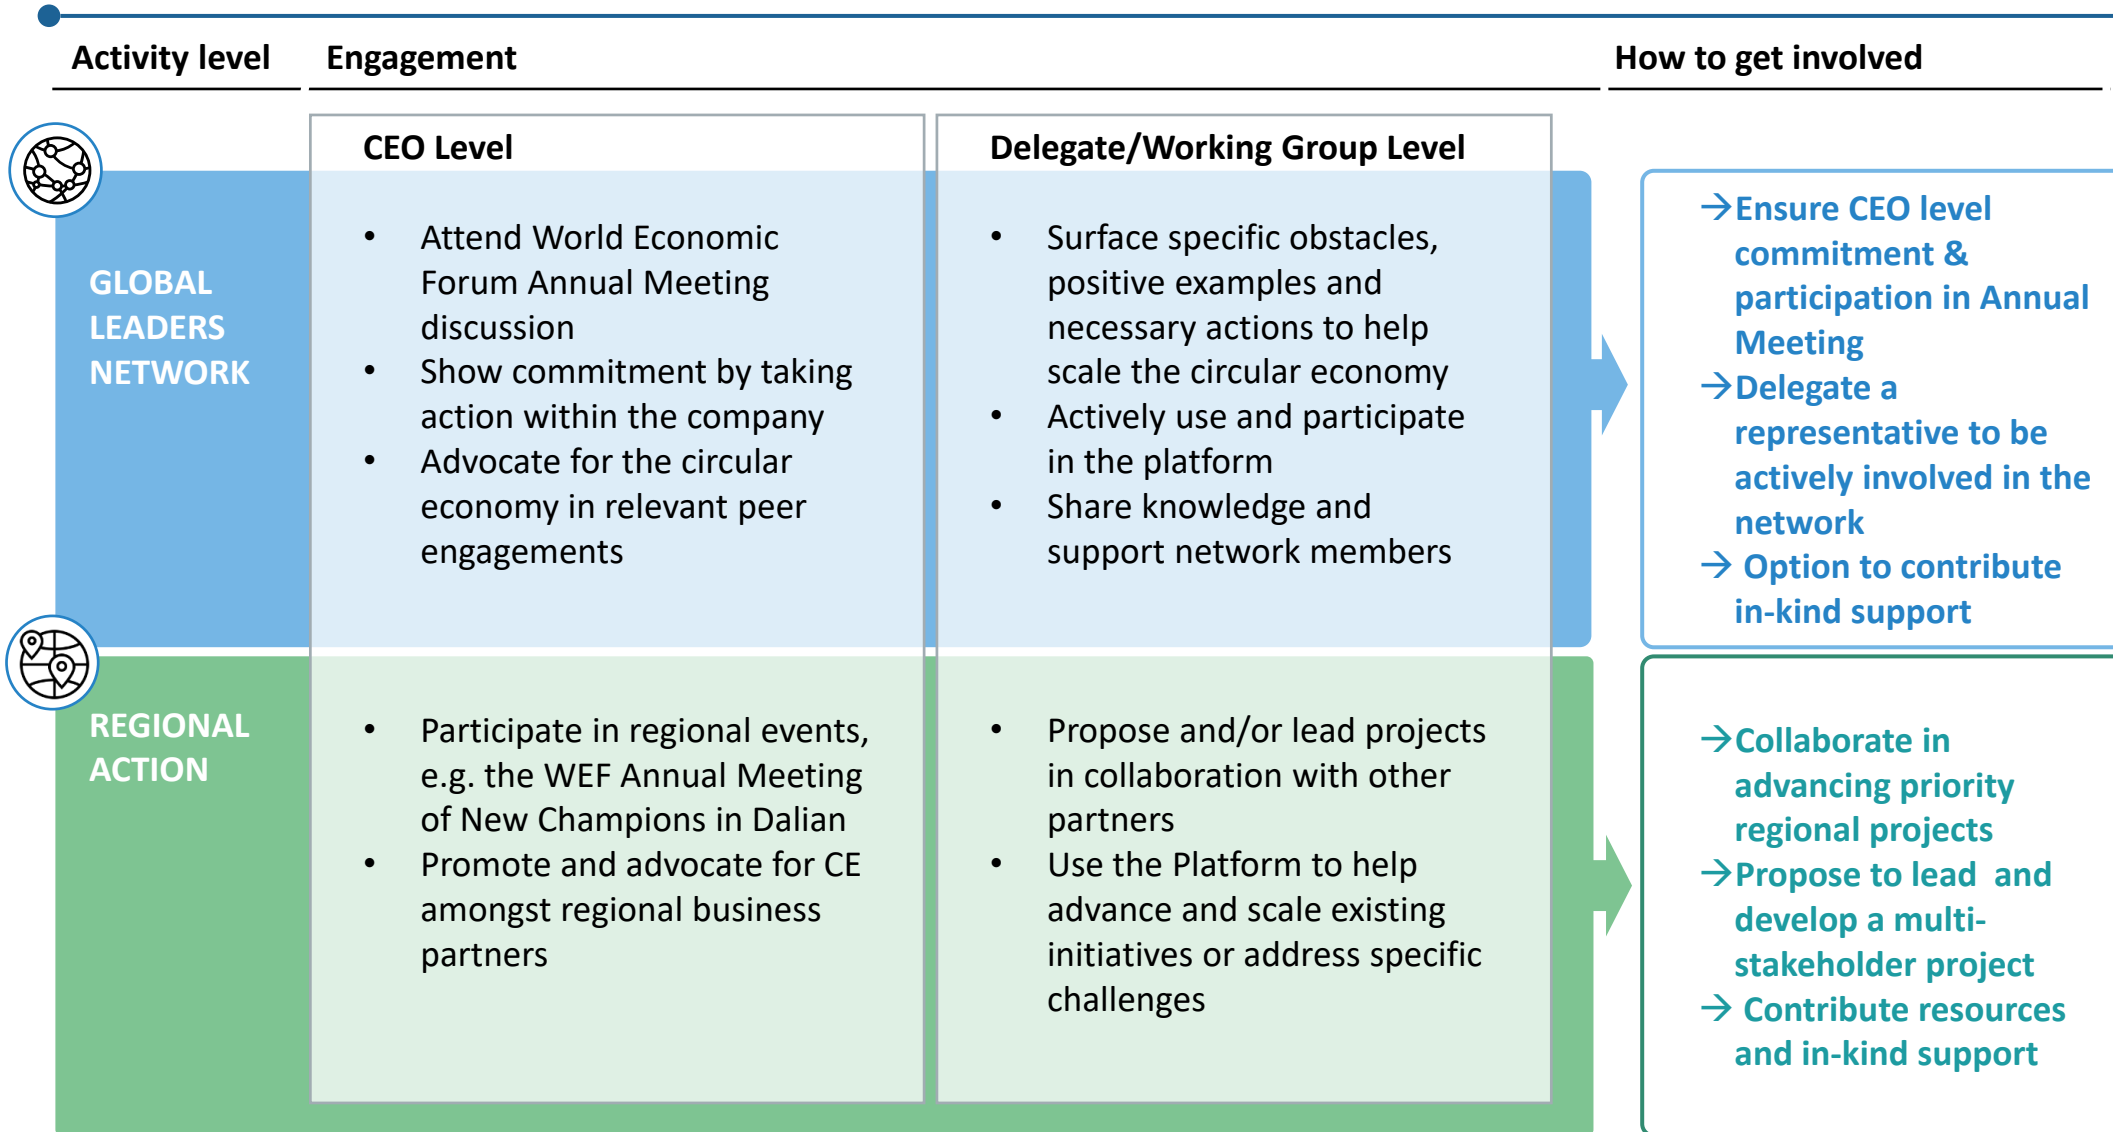 Activity level
Engagement
How to get involved
CEO Level
Delegate/Working Group Level
GLOBAL
LEADERS
NETWORK
• Attend World Economic
Forum Annual Meeting
discussion
• Show commitment by taking
action within the company
• Advocate for the circular
economy in relevant peer
engagements
• Surface specific obstacles,
positive examples and
necessary actions to help
scale the circular economy
• Actively use and participate
in the platform
• Share knowledge and
support network members
→Ensure CEO level
commitment &
participation in Annual
Meeting
→Delegate a
representative to be
actively involved in the
network
→ Option to contribute
in-kind support
REGIONAL
ACTION
• Participate in regional events,
e.g. the WEF Annual Meeting
of New Champions in Dalian
• Promote and advocate for CE
amongst regional business
partners
• Propose and/or lead projects
in collaboration with other
partners
• Use the Platform to help
advance and scale existing
initiatives or address specific
challenges
→Collaborate in
advancing priority
regional projects
→Propose to lead  and
develop a multi-
stakeholder project
→ Contribute resources
and in-kind support